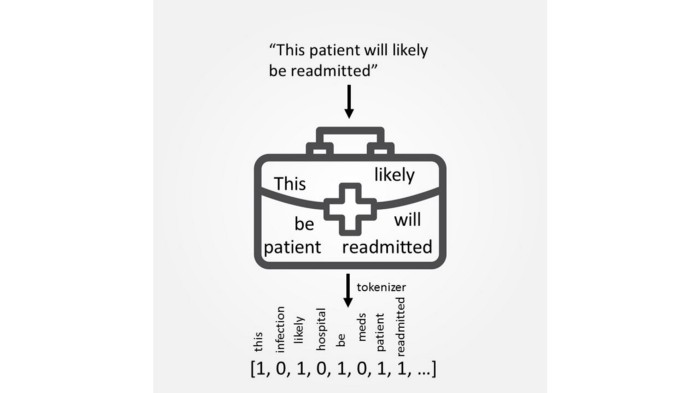 “This patient will likely
be readmitted”
This
likely
be
will
patient
readmitted
tokenizer
this
infection
likely
hospital
be
meds
patient
readmitted
[1, 0, 1, 0, 1, 0, 1, 1, …]